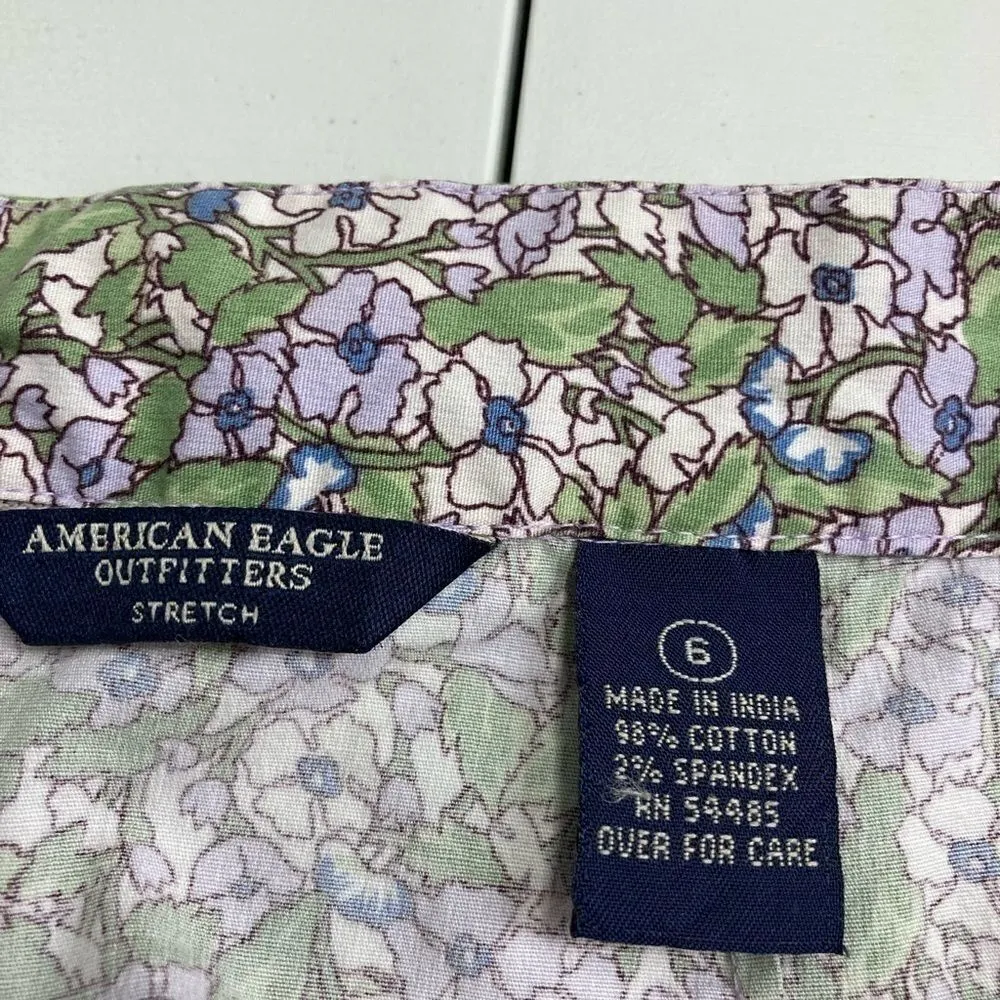 AMERICAN EAGLE
OUTFITTERS
STRETCH
6
MADE IN INDIA
98% COTTON
2% SPANDEX
RN 54485
OVER FOR CARE